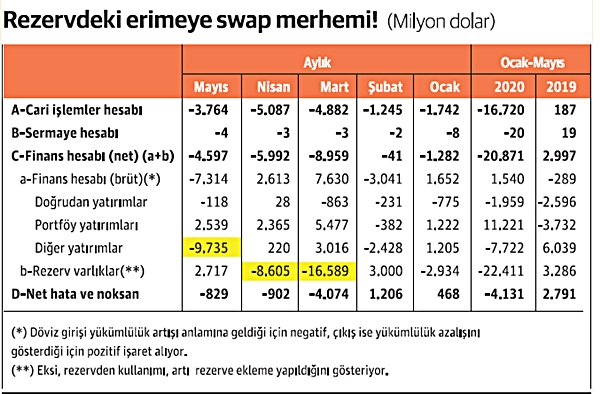 Rezervdeki erimeye swap merhemi! (Milyon dolar)
Aylık Ocak-Mayıs
Mayıs Nisan Mart Şubat Ocak 2020 2019
A-Cari işlemler hesabı -3.764 -5.087 -4.882 -1.245 -1.742 -16.720 187
B-Sermaye hesabı -4 -3 -3 -2 -8 -20 19
C-Finans hesabı (net) (a+b) -4.597 -5.992 -8.959 -41 -1.282 -20.871 2.997
a-Finans hesabı (brüt)(*) -7,314 2,613 7,630 -3,041 1,652 1,540 -289
Doğrudan yatırımlar -118 28 -863 -231 -775 -1,959 -2,596
Portföy yatırımları 2,539 2,365 5,477 -382 1,222 11,221 -3,732
Diğer yatırımlar -9,735 220 3,016 -2,428 1,205 -7,722 6,039
b-Rezerv varlıklar(**) 2,717 -8,605 -16,589 3,000 -2,934 -22,411 3,286
D-Net hata ve noksan -829 -902 -4.074 1,206 468 -4.131 2,791
(*) Döviz girişi yükümlülük artışı anlamına geldiği için negatif, çıkış ise yükümlülük azalışını
gösterdiği için pozitif işaret alıyor.
(**) Eksi, rezervden kullanımı, artı rezerve ekleme yapıldığını gösteriyor.